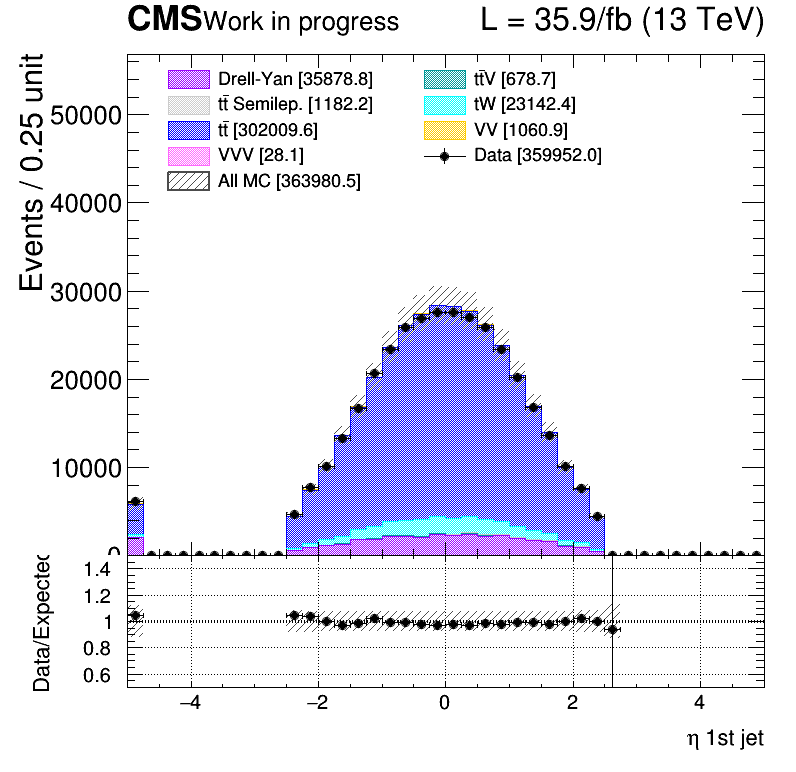 CMS Work in progress L = 35.9/fb (13 TeV)
Events / 0.25 unit
Drell-Yan [35878.8]
tt̄ Semilep. [1182.2]
tt̄ [302009.6]
VVV [28.1]
All MC [363980.5]
tt̄V [678.7]
tW [23142.4]
VV [1060.9]
Data [359952.0]
50000
40000
30000
20000
10000
0
Data/Expected
1.4
1.2
1
0.8
0.6
−4 −2 0 2 4
η 1st jet